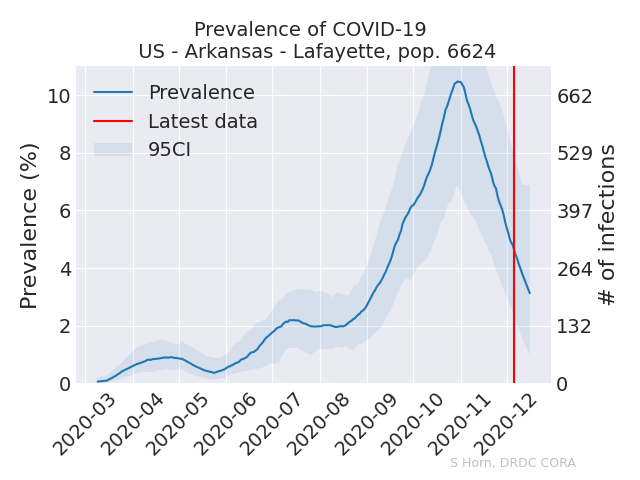 Prevalence of COVID-19
US - Arkansas - Lafayette, pop. 6624
Prevalence
Latest data
95CI
Prevalence (%)
10
8
6
4
2
0
662
529
397
264
132
0
# of infections
2020-03
2020-04
2020-05
2020-06
2020-07
2020-08
2020-09
2020-10
2020-11
2020-12
S Horn, DRDC CORA